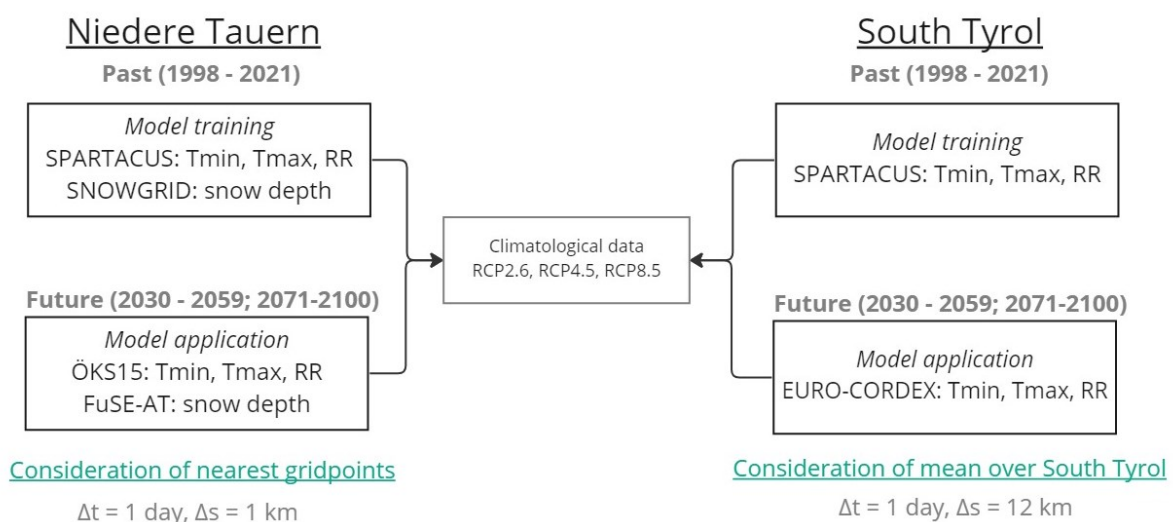 Niedere Tauern
Past (1998 - 2021)
Model training
SPARTACUS: Tmin, Tmax, RR
SNOWGRID: snow depth
Future (2030 - 2059; 2071-2100)
Model application
ÖKS15: Tmin, Tmax, RR
FuSE-AT: snow depth
Consideration of nearest gridpoints
Δt = 1 day, Δs = 1 km
Climatological data
RCP2.6, RCP4.5, RCP8.5
South Tyrol
Past (1998 - 2021)
Model training
SPARTACUS: Tmin, Tmax, RR
Future (2030 - 2059; 2071-2100)
Model application
EURO-CORDEX: Tmin, Tmax, RR
Consideration of mean over South Tyrol
Δt = 1 day, Δs = 12 km